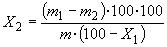 X₂ = (m₁ − m₂)·100·100 / m·(100 − X₁)